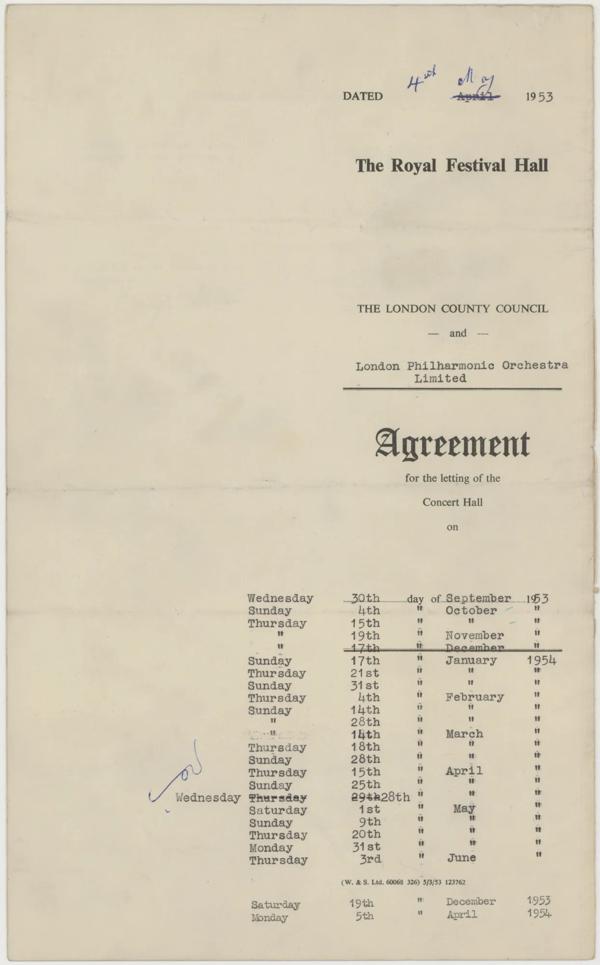 DATED 4th May April 1953
The Royal Festival Hall
THE LONDON COUNTY COUNCIL
— and —
London Philharmonic Orchestra
Limited
Agreement
for the letting of the
Concert Hall
on
Wednesday 30th day of September 1953
Sunday 4th " October "
Thursday 15th " " "
" 19th " November "
" 17th " December "
Sunday 17th " January 1954
Thursday 21st " " "
Sunday 31st " " "
Thursday 4th " February "
Sunday 14th " " "
" 28th " " "
" 14th " March "
Thursday 18th " " "
Sunday 28th " " "
Thursday 15th " April "
Sunday 25th " " "
Wednesday Thursday 29th 28th " " "
Saturday 1st " May "
Sunday 9th " " "
Thursday 20th " " "
Monday 31st " " "
Thursday 3rd " June "
(W. & S. Ltd. 60068 326) 5/3/53 123762
Saturday 19th " December 1953
Monday 5th " April 1954